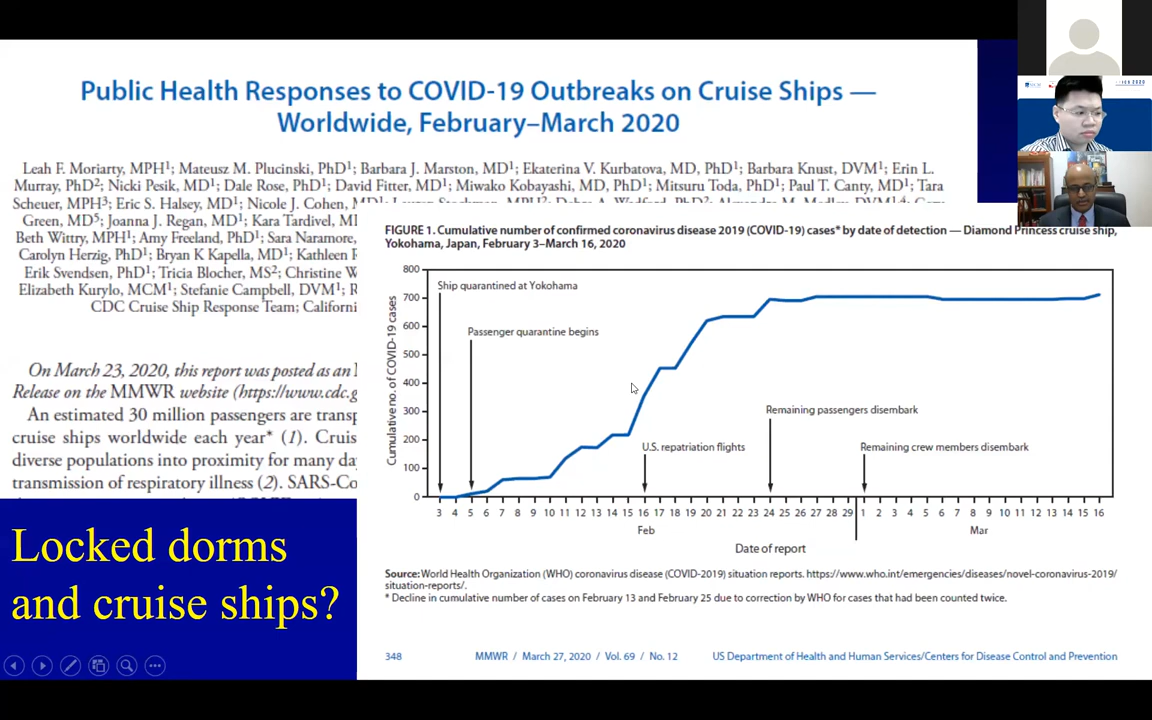 Public Health Responses to COVID-19 Outbreaks on Cruise Ships —
Worldwide, February–March 2020
Leah F. Moriarty, MPH1; Mateusz M. Plucinski, PhD1; Barbara J. Marston, MD1; Ekaterina V. Kurbatova, MD, PhD1; Barbara Knust, DVM1; Erin L.
Murray, PhD2; Nicki Pesik, MD1; Dale Rose, PhD1; David Fitter, MD1; Miwako Kobayashi, MD, PhD1; Mitsuru Toda, PhD1; Paul T. Canty, MD1; Tara
Scheuer, MPH3; Eric S. Halsey, MD1; Nicole J. Cohen,
Green, MD5; Joanna J. Regan, MD1; Kara Tardivel, MD
Beth Wittry, MPH1; Amy Freeland, PhD1; Sara Naramore,
Carolyn Herzig, PhD1; Bryan K Kapella, MD1; Kathleen
Erik Svendsen, PhD1; Tricia Blocher, MS2; Christine W
Elizabeth Kurylo, MCM1; Stefanie Campbell, DVM1;
CDC Cruise Ship Response Team; Californi
On March 23, 2020, this report was posted as an
Release on the MMWR website (https://www.cdc.g
An estimated 30 million passengers are transp
cruise ships worldwide each year* (1). Cruis
diverse populations into proximity for many da
transmission of respiratory illness (2). SARS-Co
Locked dorms
and cruise ships?
FIGURE 1. Cumulative number of confirmed coronavirus disease 2019 (COVID-19) cases* by date of detection — Diamond Princess cruise ship,
Yokohama, Japan, February 3–March 16, 2020
Cumulative no. of COVID-19 cases
800
700
600
500
400
300
200
100
0
Ship quarantined at Yokohama
Passenger quarantine begins
Remaining passengers disembark
U.S. repatriation flights
Remaining crew members disembark
3 4 5 6 7 8 9 10 11 12 13 14 15 16 17 18 19 20 21 22 23 24 25 26 27 28 29 1 2 3 4 5 6 7 8 9 10 11 12 13 14 15 16
Feb Mar
Date of report
Source: World Health Organization (WHO) coronavirus disease (COVID-2019) situation reports. https://www.who.int/emergencies/diseases/novel-coronavirus-2019/
situation-reports/.
* Decline in cumulative number of cases on February 13 and February 25 due to correction by WHO for cases that had been counted twice.
348 MMWR / March 27, 2020 / Vol. 69 / No. 12 US Department of Health and Human Services/Centers for Disease Control and Prevention